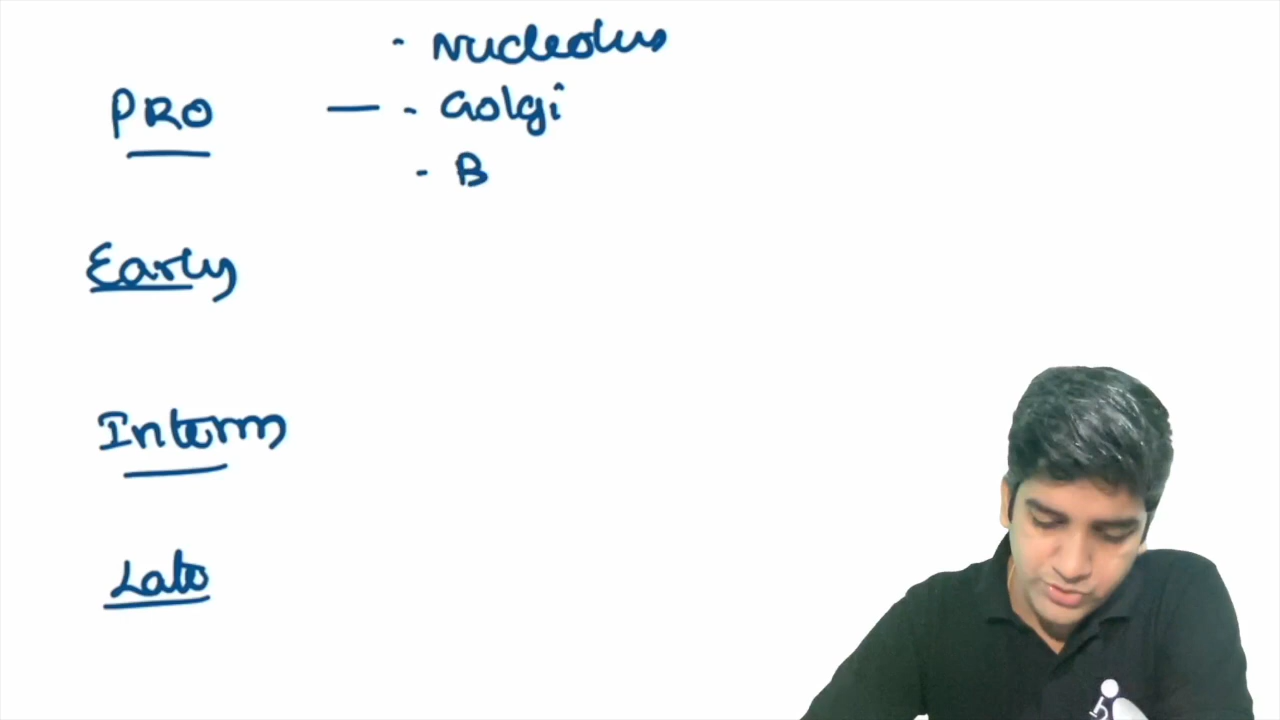 · Nucleolus
PRO — · Golgi
· B
Early
Interm
Late